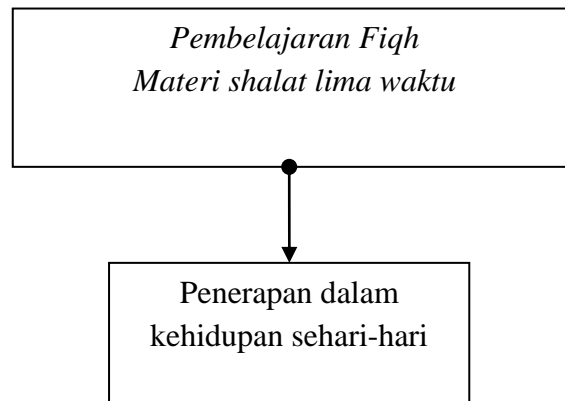 Pembelajaran Fiqh
Materi shalat lima waktu
Penerapan dalam
kehidupan sehari-hari